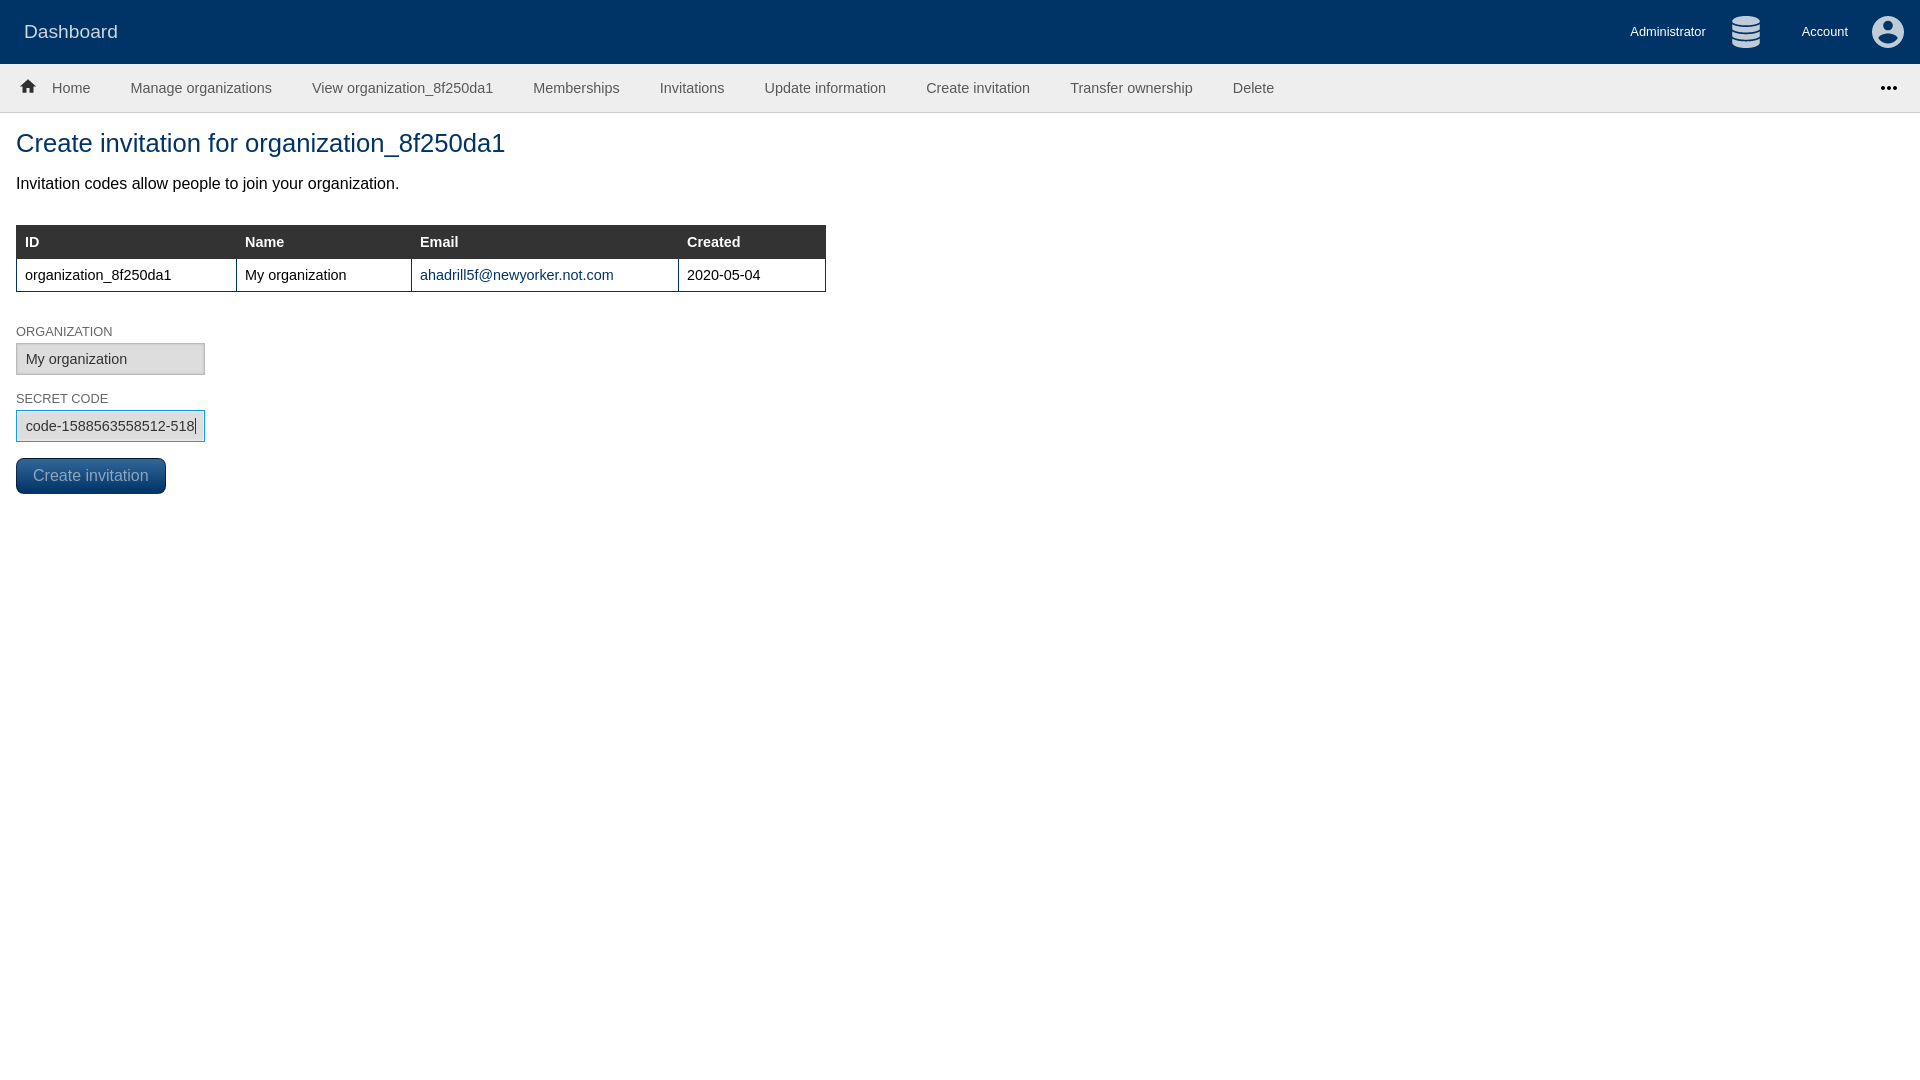 Dashboard
Administrator
Account
Home Manage organizations View organization_8f250da1 Memberships Invitations Update information Create invitation Transfer ownership Delete
Create invitation for organization_8f250da1
Invitation codes allow people to join your organization.
ID Name Email Created
organization_8f250da1 My organization ahadrill5f@newyorker.not.com 2020-05-04
ORGANIZATION
My organization
SECRET CODE
code-1588563558512-518
Create invitation